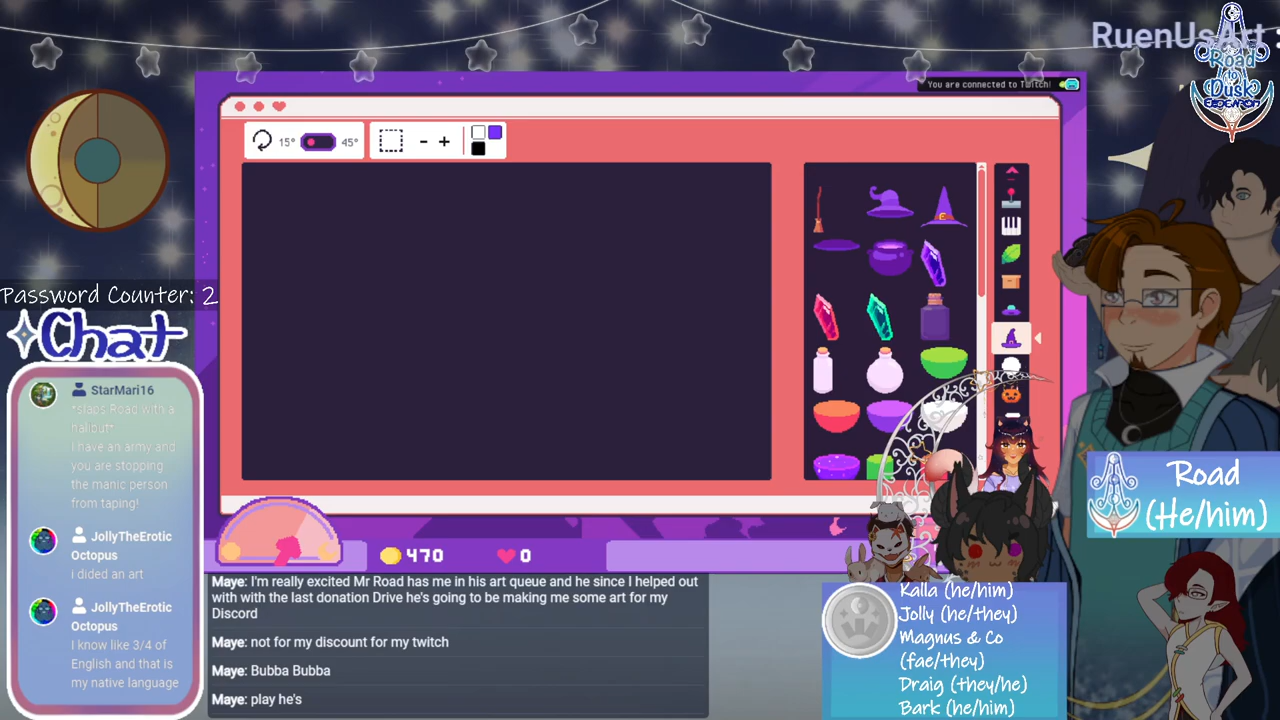 RuenUsArt :
Road
to
Dusk
You are connected to Twitch!
15°
45°
Password Counter: 2
Chat
StarMari16
*slaps Road with a
halibut*
I have an army and
you are stopping
the manic person
from taping!
JollyTheErotic
Octopus
i dided an art
JollyTheErotic
Octopus
I know like 3/4 of
English and that is
my native language
470
0
Maye: I'm really excited Mr Road has me in his art queue and he since I helped out
with with the last donation Drive he's going to be making me some art for my
Discord
Maye: not for my discount for my twitch
Maye: Bubba Bubba
Maye: play he's
Road
(He/him)
Kalla (he/him)
Jolly (he/they)
Magnus & Co
(fae/they)
Draig (they/he)
Bark (he/him)